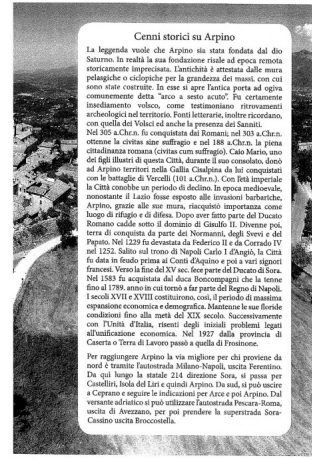 Cenni storici su Arpino
La leggenda vuole che Arpino sia stata fondata dal dio
Saturno. In realtà la sua fondazione risale ad epoca remota
storicamente imprecisata. L'antichità è attestata dalle mura
pelasgiche o ciclopiche per la grandezza dei massi, con cui
sono state costruite. In esse si apre l'antica porta ad ogiva
comunemente detta "arco a sesto acuto". Fu certamente
insediamento volsco, come testimoniano ritrovamenti
archeologici nel territorio. Fonti letterarie, inoltre ricordano,
con quella dei Volsci ed anche la presenza dei Sanniti.
Nel 305 a.Chr.n. fu conquistata dai Romani; nel 303 a.Chr.n.
ottenne la civitas sine suffragio e nel 188 a.Chr.n. la piena
cittadinanza romana (civitas cum suffragio). Caio Mario, uno
dei figli illustri di questa Città, durante il suo consolato, donò
ad Arpino territori nella Gallia Cisalpina da lui conquistati
con le battaglie di Vercelli (101 a.Chr.). Con l'età imperiale
la Città conobbe un periodo di declino. In epoca medioevale,
nonostante il Lazio fosse esposto alle invasioni barbariche,
Arpino, grazie alle sue mura, riacquistò importanza come
luogo di rifugio e di difesa. Dopo aver fatto parte del Ducato
Romano cadde sotto il dominio di Gisulfo II. Divenne poi,
terra di conquista da parte dei Normanni, degli Svevi e del
Papato. Nel 1229 fu devastata da Federico II e da Corrado IV
nel 1252. Salito sul trono di Napoli Carlo I d'Angiò, la Città
fu data in feudo prima ai Conti d'Aquino e poi a vari signori
francesi. Verso la fine del XV sec. fece parte del Ducato di Sora.
Nel 1583 fu acquistata dal duca Boncompagni che la tenne
fino al 1789. anno in cui tornò a far parte del Regno di Napoli.
I secoli XVII e XVIII costituirono, così, il periodo di massima
espansione economica e demografica. Mantenne le sue floride
condizioni fino alla metà del XIX secolo. Successivamente
con l'Unità d'Italia, risentì degli iniziali problemi legati
all'unificazione economica. Nel 1927 dalla provincia di
Caserta o Terra di Lavoro passò a quella di Frosinone.
Per raggiungere Arpino la via migliore per chi proviene da
nord è tramite l'autostrada Milano-Napoli, uscita Ferentino.
Da qui lungo la statale 214 direzione Sora, si passa per
Castelliri, Isola del Liri e quindi Arpino. Da sud, si può uscire
a Ceprano e seguire le indicazioni per Arce e poi Arpino. Dal
versante adriatico si può utilizzare l'autostrada Pescara-Roma,
uscita di Avezzano, per poi prendere la superstrada Sora-
Cassino uscita Broccostella.